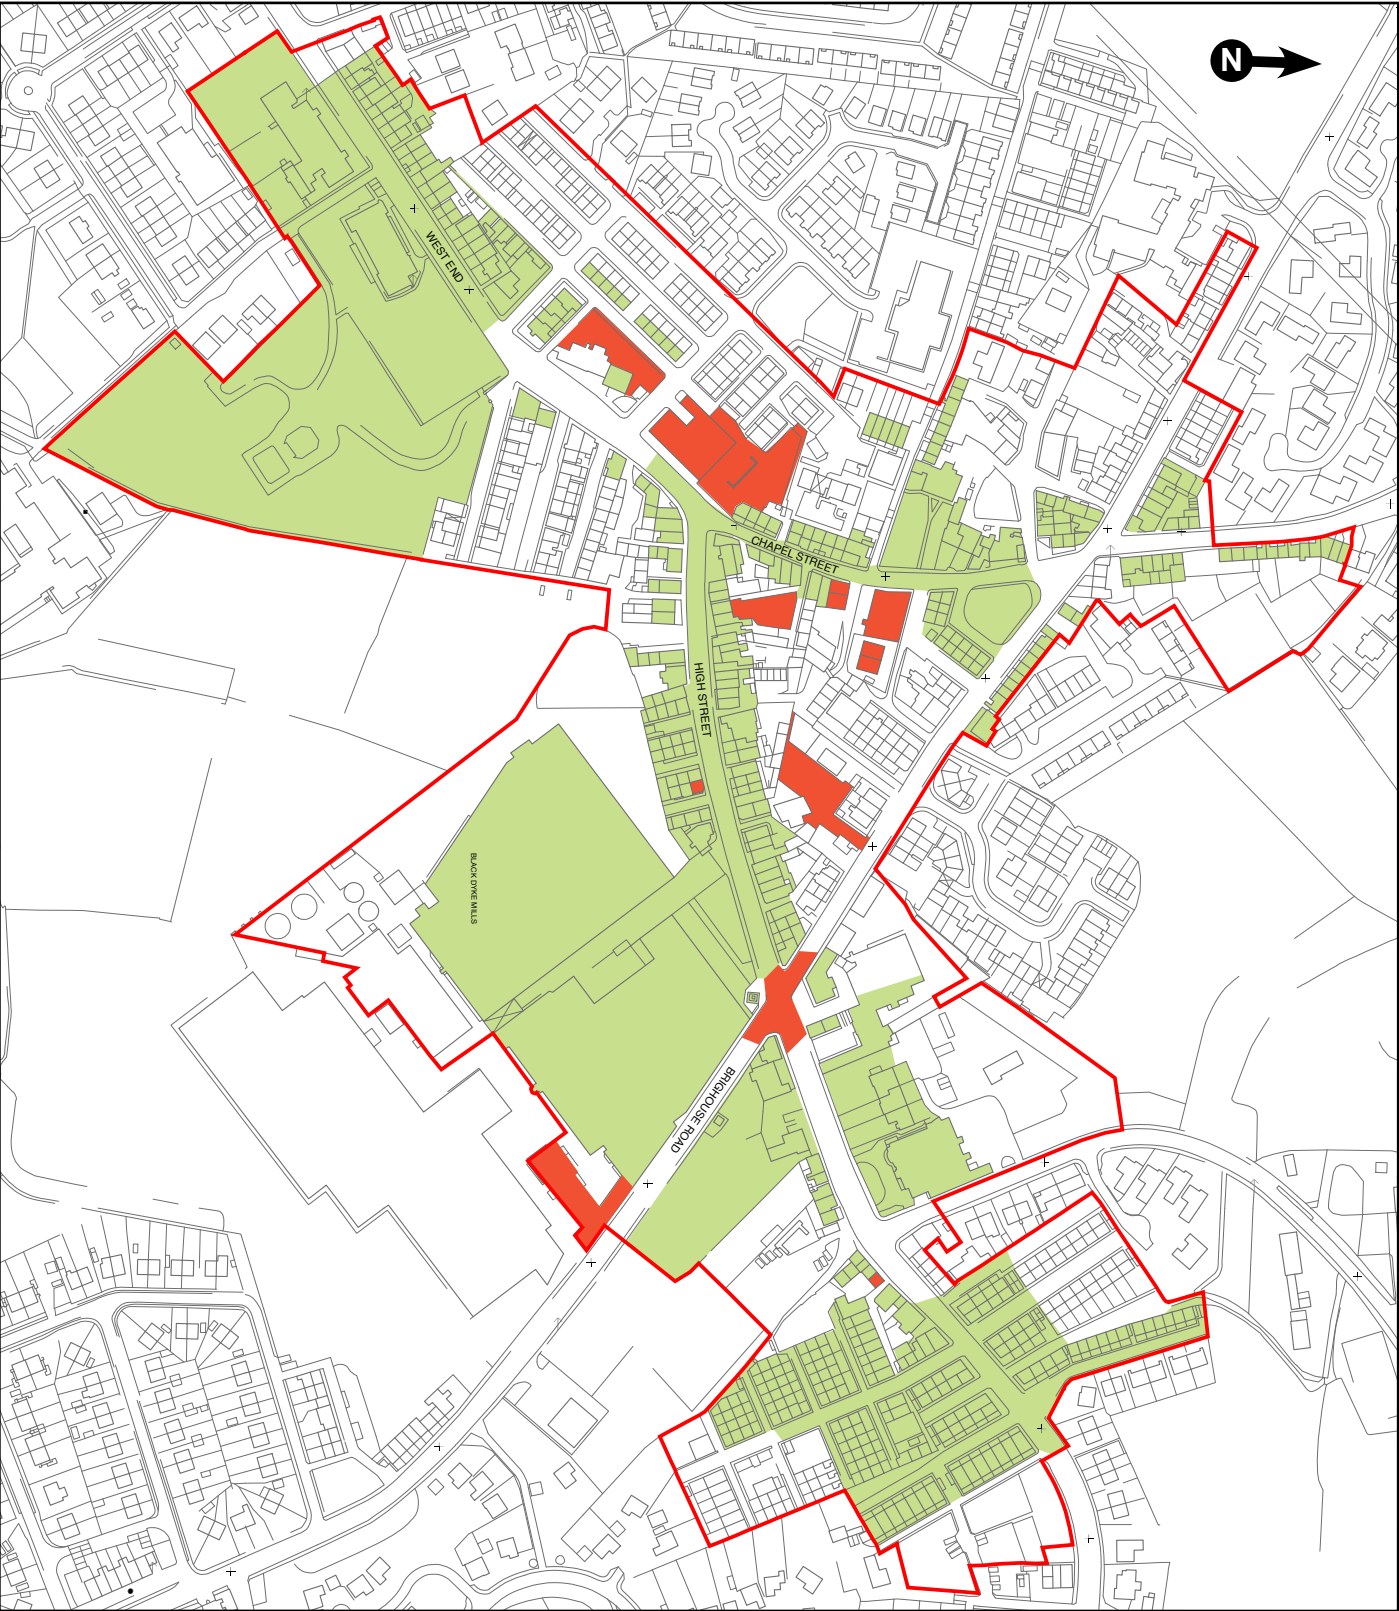 N
WEST END
CHAPEL STREET
HIGH STREET
BLACK DYKE MILLS
BRIGHOUSE ROAD